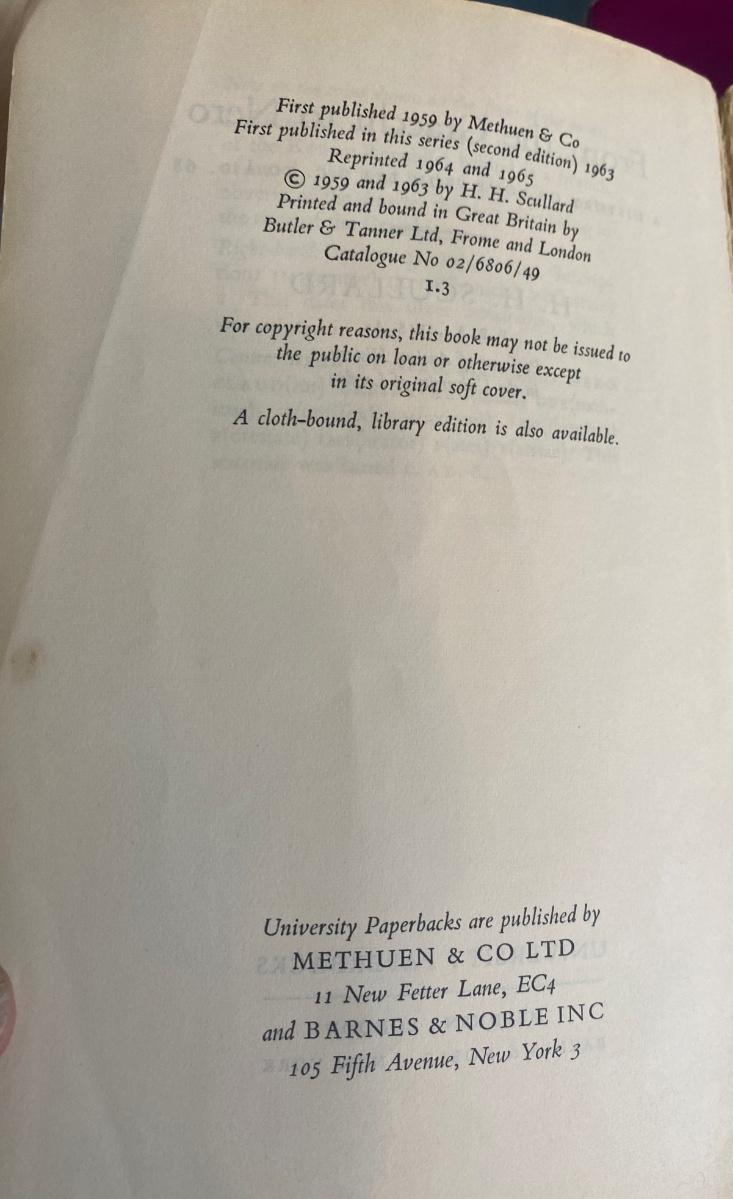 First published 1959 by Methuen & Co
First published in this series (second edition) 1963
Reprinted 1964 and 1965
© 1959 and 1963 by H. H. Scullard
Printed and bound in Great Britain by
Butler & Tanner Ltd, Frome and London
Catalogue No 02/6806/49
1.3
For copyright reasons, this book may not be issued to
the public on loan or otherwise except
in its original soft cover.
A cloth-bound, library edition is also available.
University Paperbacks are published by
METHUEN & CO LTD
11 New Fetter Lane, EC4
and BARNES & NOBLE INC
105 Fifth Avenue, New York 3